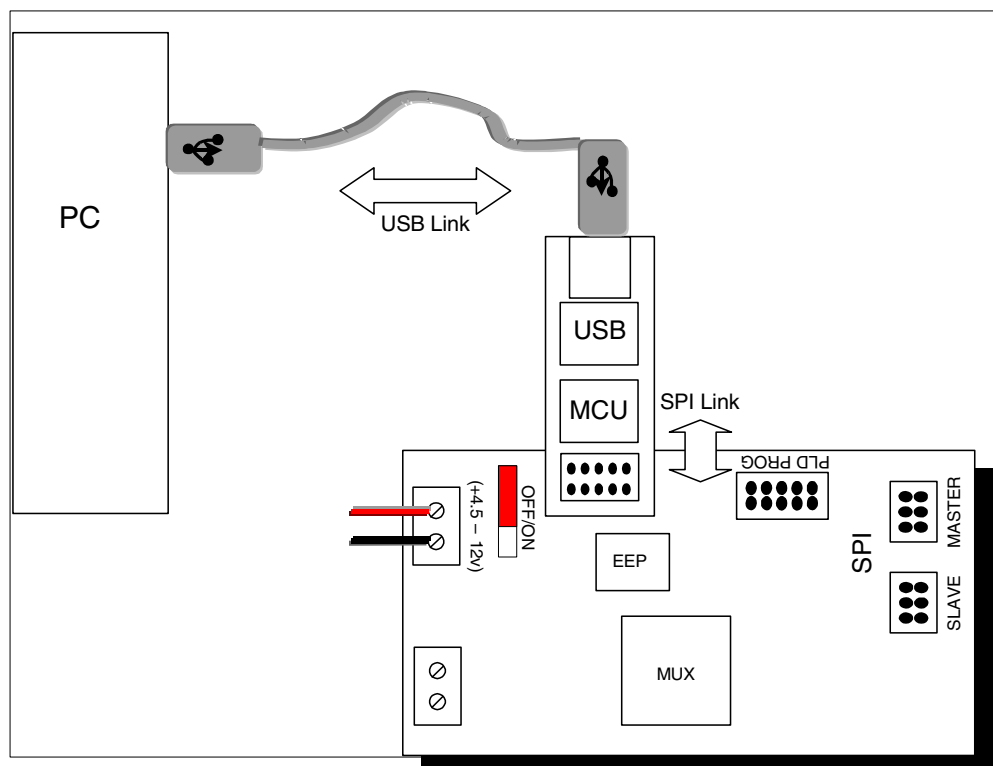 PC
USB Link
USB
MCU
SPI Link
PLD PROG
(+4.5 – 12v)
OFF/ON
EEP
SPI
MASTER
SLAVE
MUX